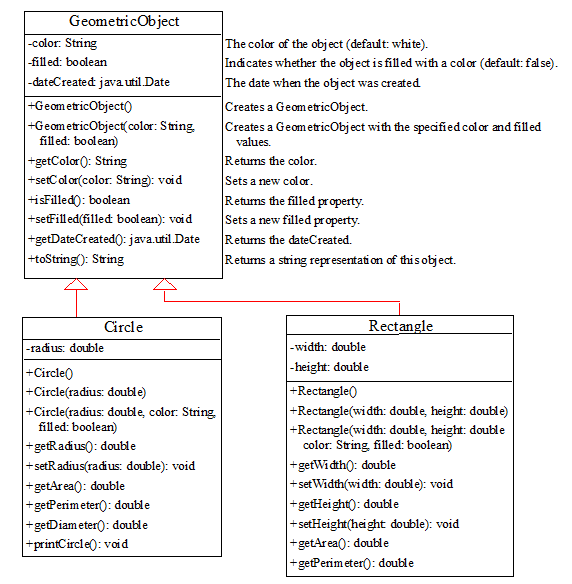 GeometricObject
-color: String The color of the object (default: white).
-filled: boolean Indicates whether the object is filled with a color (default: false).
-dateCreated: java.util.Date The date when the object was created.
+GeometricObject() Creates a GeometricObject.
+GeometricObject(color: String, Creates a GeometricObject with the specified color and filled
filled: boolean) values.
+getColor(): String Returns the color.
+setColor(color: String): void Sets a new color.
+isFilled(): boolean Returns the filled property.
+setFilled(filled: boolean): void Sets a new filled property.
+getDateCreated(): java.util.Date Returns the dateCreated.
+toString(): String Returns a string representation of this object.
Circle
-radius: double
+Circle()
+Circle(radius: double)
+Circle(radius: double, color: String,
filled: boolean)
+getRadius(): double
+setRadius(radius: double): void
+getArea(): double
+getPerimeter(): double
+getDiameter(): double
+printCircle(): void
Rectangle
-width: double
-height: double
+Rectangle()
+Rectangle(width: double, height: double)
+Rectangle(width: double, height: double
color: String, filled: boolean)
+getWidth(): double
+setWidth(width: double): void
+getHeight(): double
+setHeight(height: double): void
+getArea(): double
+getPerimeter(): double